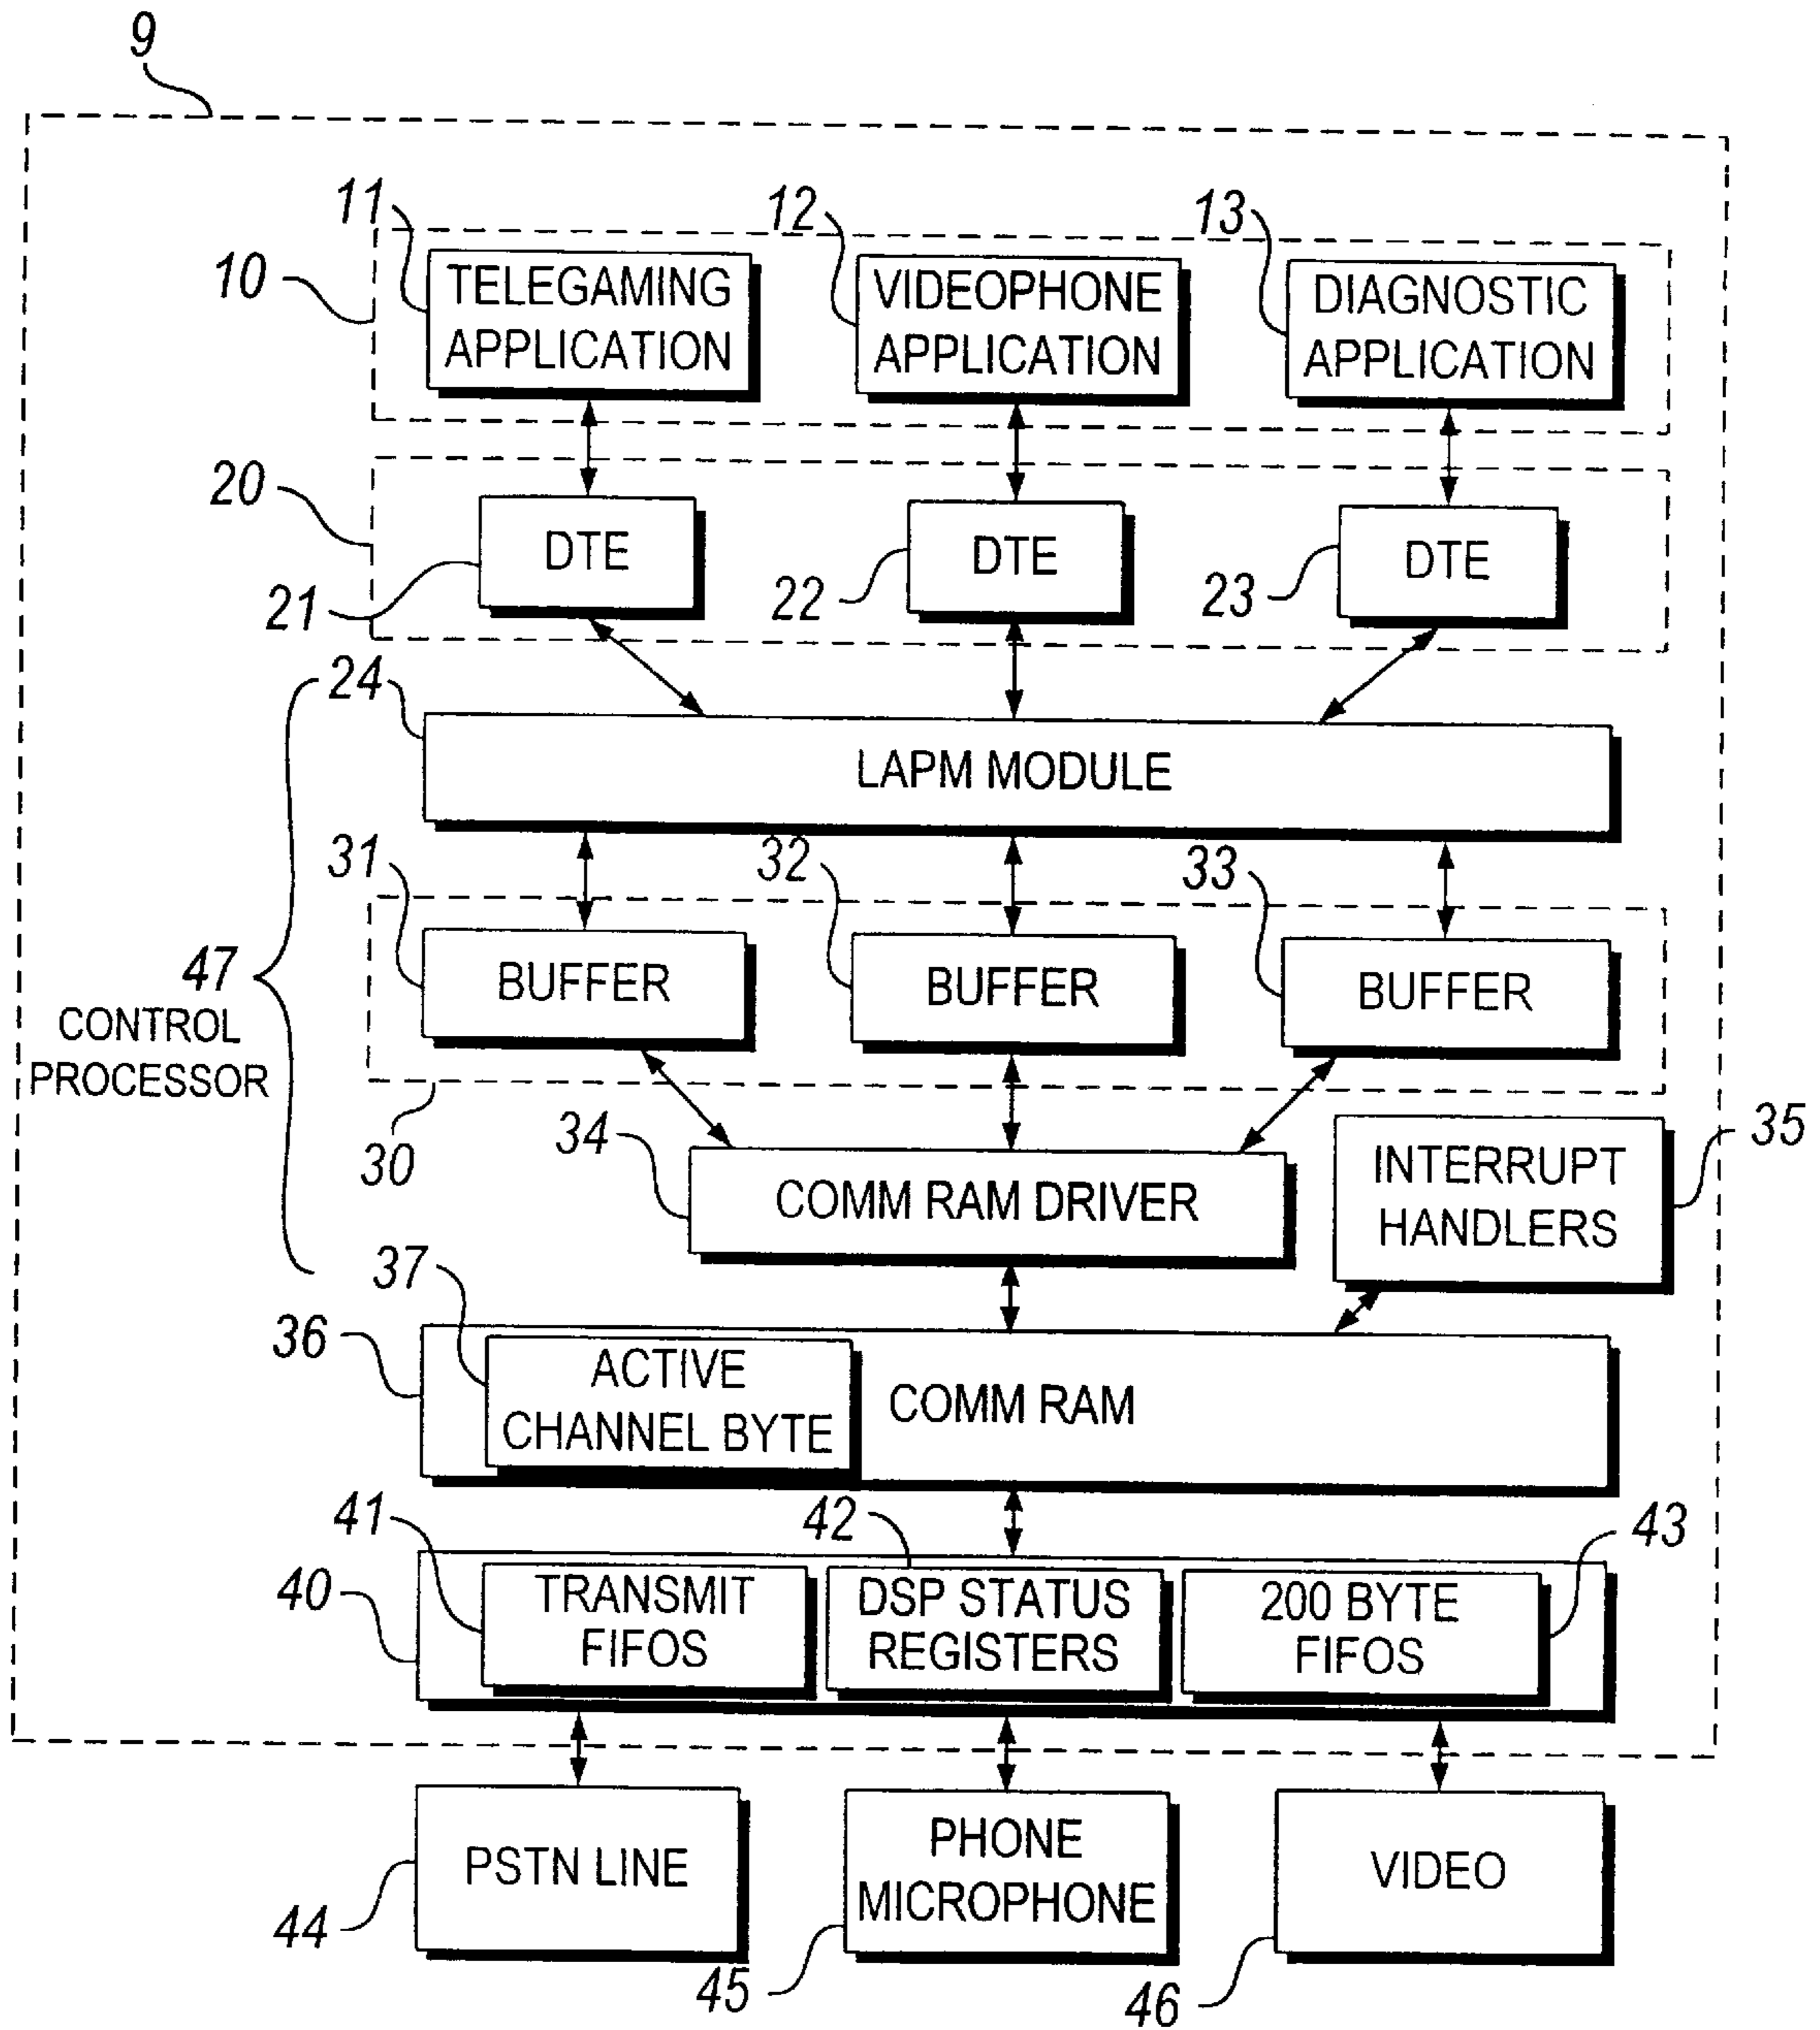 9
11
12
13
10
TELEGAMING
APPLICATION
VIDEOPHONE
APPLICATION
DIAGNOSTIC
APPLICATION
20
DTE
DTE
DTE
21
22
23
24
LAPM MODULE
31
32
33
47
CONTROL
PROCESSOR
BUFFER
BUFFER
BUFFER
30
34
35
COMM RAM DRIVER
INTERRUPT
HANDLERS
37
36
ACTIVE
CHANNEL BYTE
COMM RAM
41
42
43
40
TRANSMIT
FIFOS
DSP STATUS
REGISTERS
200 BYTE
FIFOS
PSTN LINE
PHONE
MICROPHONE
VIDEO
44
45
46